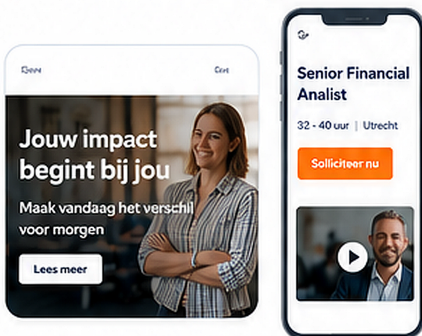 Jouw impact
begint bij jou
Maak vandaag het verschil
voor morgen
Lees meer
Senior Financial
Analist
32 - 40 uur | Utrecht
Solliciteer nu